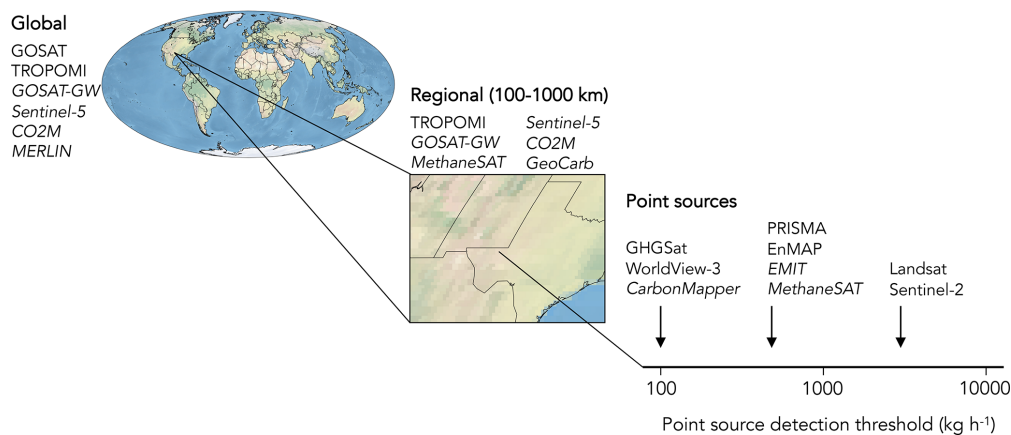 Global
GOSAT
TROPOMI
GOSAT-GW
Sentinel-5
CO2M
MERLIN
Regional (100-1000 km)
TROPOMI
GOSAT-GW
MethaneSAT
Sentinel-5
CO2M
GeoCarb
Point sources
GHGSat
WorldView-3
CarbonMapper
PRISMA
EnMAP
EMIT
MethaneSAT
Landsat
Sentinel-2
100
1000
10000
Point source detection threshold (kg h⁻¹)